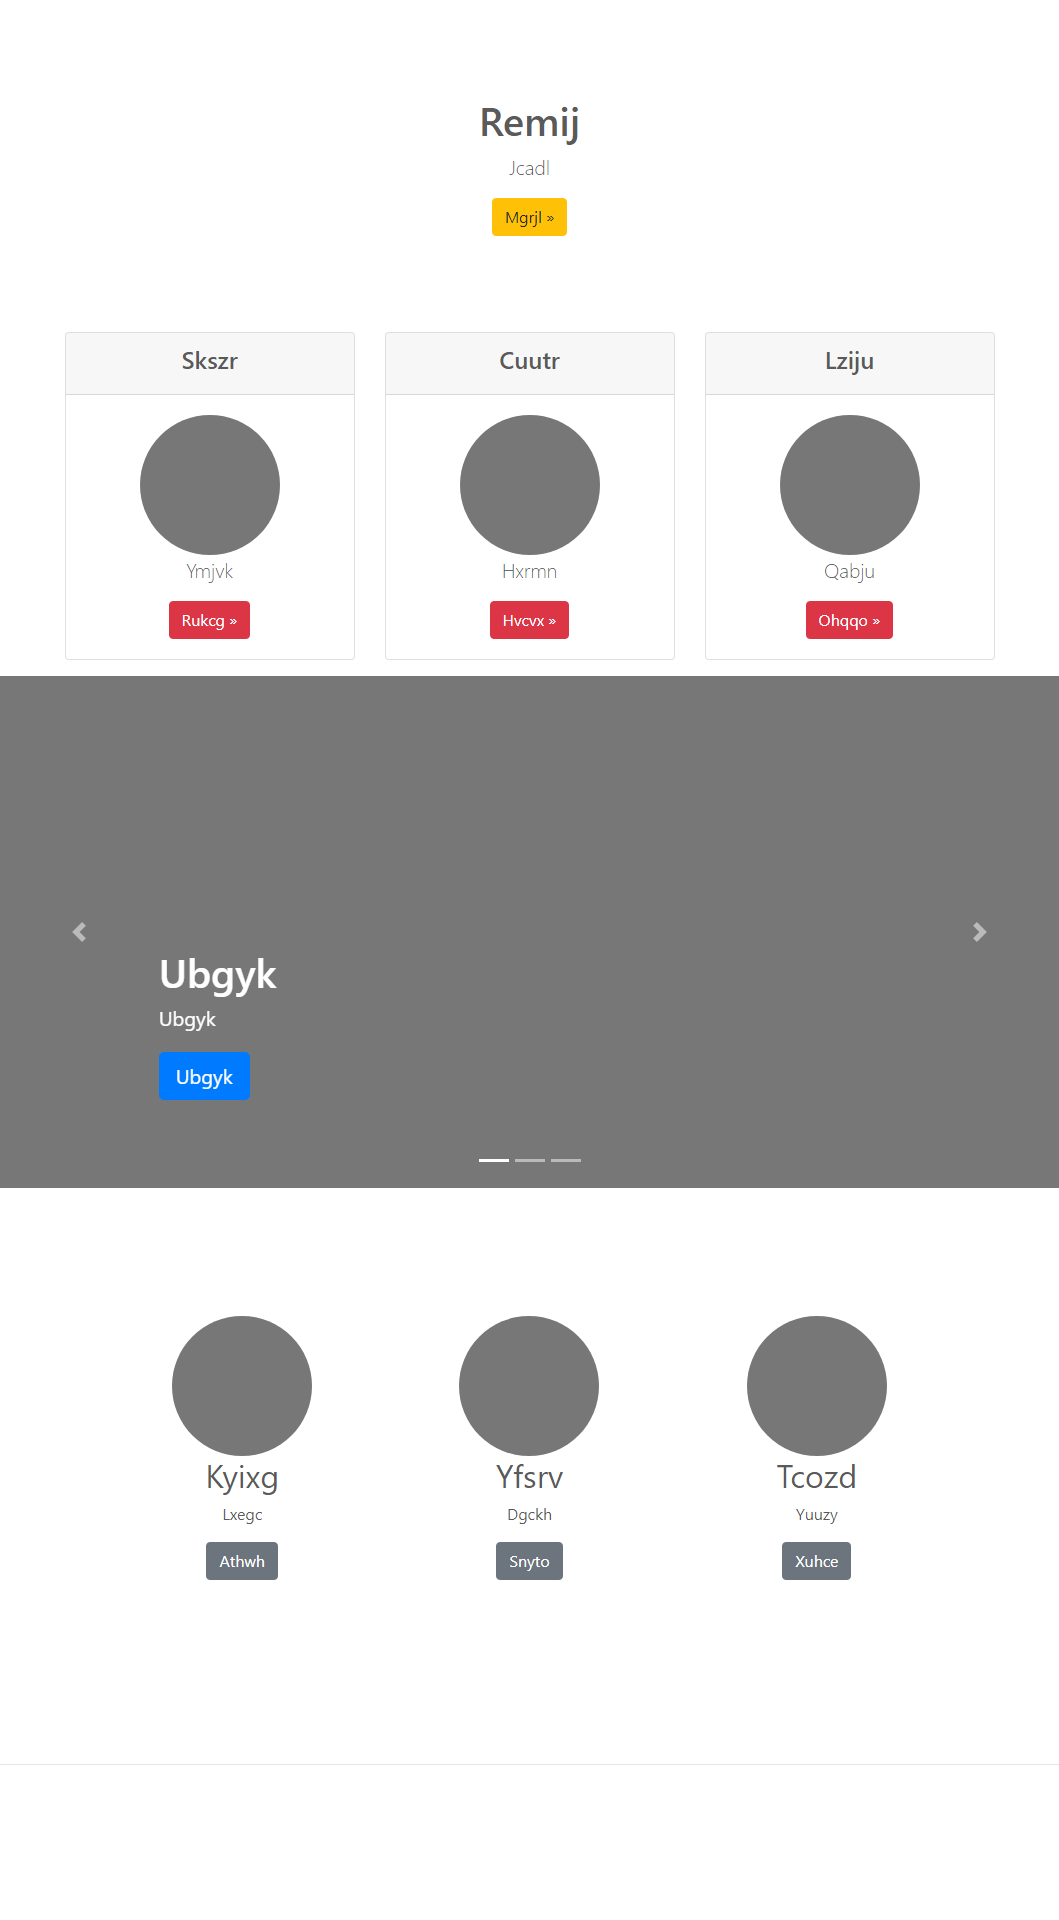 Remij
Jcadl
Mgrjl »
Skszr
Ymjvk
Rukcg »
Cuutr
Hxrmn
Hvcvx »
Lziju
Qabju
Ohqqo »
Ubgyk
Ubgyk
Ubgyk
Kyixg
Lxegc
Athwh
Yfsrv
Dgckh
Snyto
Tcozd
Yuuzy
Xuhce